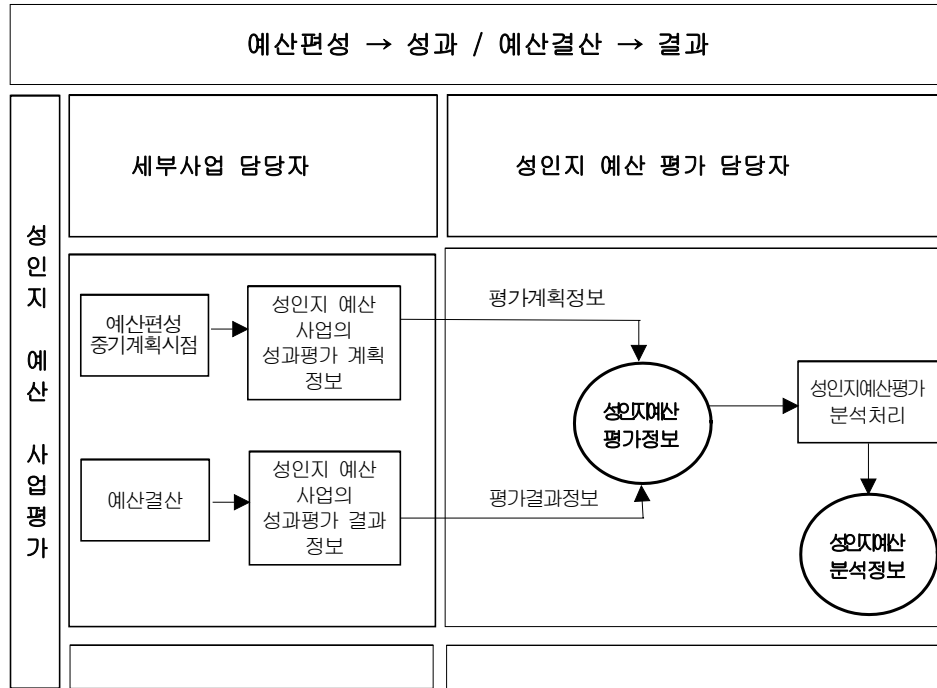 예산편성 → 성과 / 예산결산 → 결과
성인지 예산 사업평가
세부사업 담당자
성인지 예산 평가 담당자
예산편성
중기계획시점
성인지 예산
사업의
성과평가 계획
정보
평가계획정보
성인지예산
평가정보
성인지예산평가
분석처리
예산결산
성인지 예산
사업의
성과평가 결과
정보
평가결과정보
성인지예산
분석정보